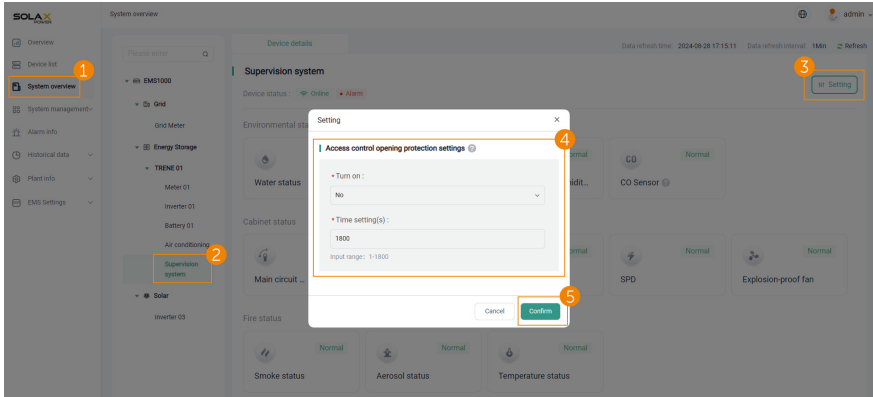 SOLAX
POWER
System overview
admin
Overview
Device list
System overview
System management
Alarm info
Historical data
Plant info
EMS Settings
1
Please enter
EMS1000
Grid
Grid Meter
Energy Storage
TRENE 01
Meter 01
Inverter 01
Battery 01
Air conditioning
Supervision
system
2
Solar
Inverter 03
Device details
Data refresh time: 2024-08-28 17:15:11 Data refresh interval: 1Min Refresh
Supervision system
3
Setting
Device status: Online Alarm
Environmental sta
Water status
CO
Normal
CO Sensor
Cabinet status
Main circuit ...
Normal
SPD
Normal
Explosion-proof fan
Fire status
Normal
Smoke status
Normal
Aerosol status
Normal
Temperature status
Setting
4
Access control opening protection settings
* Turn on :
No
* Time setting(s) :
1800
Input range: 1-1800
5
Cancel
Confirm